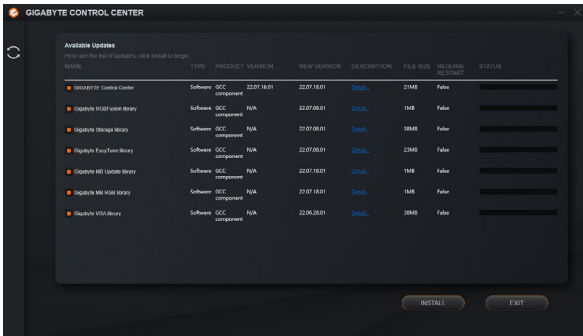 GIGABYTE CONTROL CENTER
Available Updates
Here are the list of updates, click install to begin.
NAME TYPE PRODUCT VERSION NEW VERSION DESCRIPTION FILE SIZE REQUIRE RESTART STATUS
GIGABYTE Control Center Software GCC component 22.07.16.01 22.07.18.01 Detail... 21MB False
Gigabyte RGBFusion library Software GCC component N/A 22.07.08.01 Detail... 1MB False
Gigabyte Storage library Software GCC component N/A 22.07.08.01 Detail... 38MB False
Gigabyte EasyTune library Software GCC component N/A 22.07.08.01 Detail... 23MB False
Gigabyte MB Update library Software GCC component N/A 22.07.18.01 Detail... 1MB False
Gigabyte MB RGB library Software GCC component N/A 22.07.18.01 Detail... 1MB False
Gigabyte VGA library Software GCC component N/A 22.06.28.01 Detail... 38MB False
INSTALL EXIT